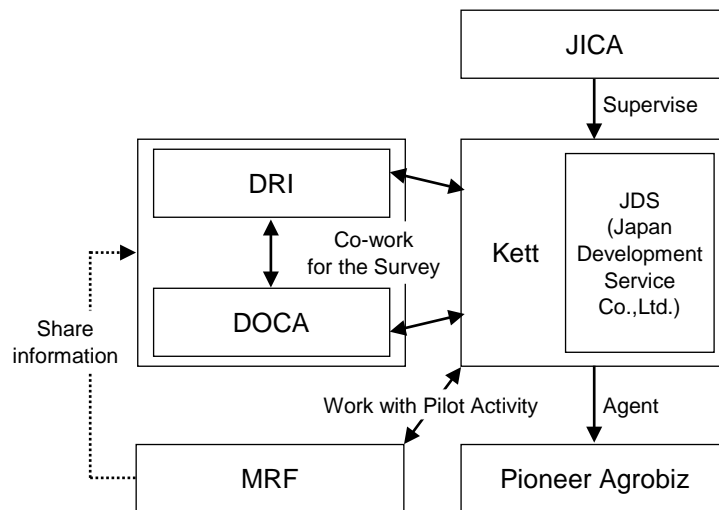 JICA
Supervise
DRI
Co-work
for the Survey
DOCA
Kett
JDS
(Japan
Development
Service
Co.,Ltd.)
Share
information
Work with Pilot Activity
Agent
MRF
Pioneer Agrobiz